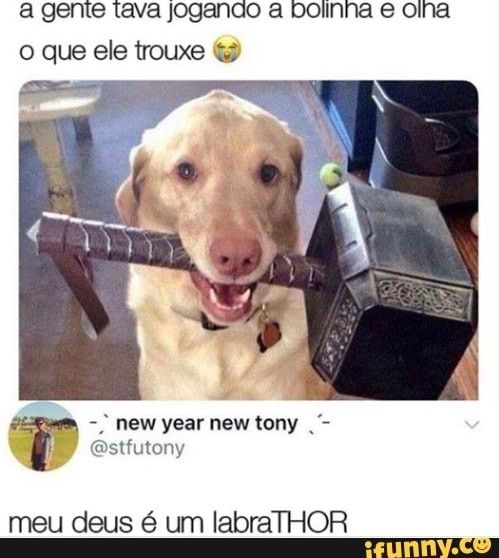 a gente tava jogando a bolinha e olha
o que ele trouxe 😭
-ˏˋ new year new tony ˎˊ-
@stfutony
meu deus é um labraTHOR
ifunny.co